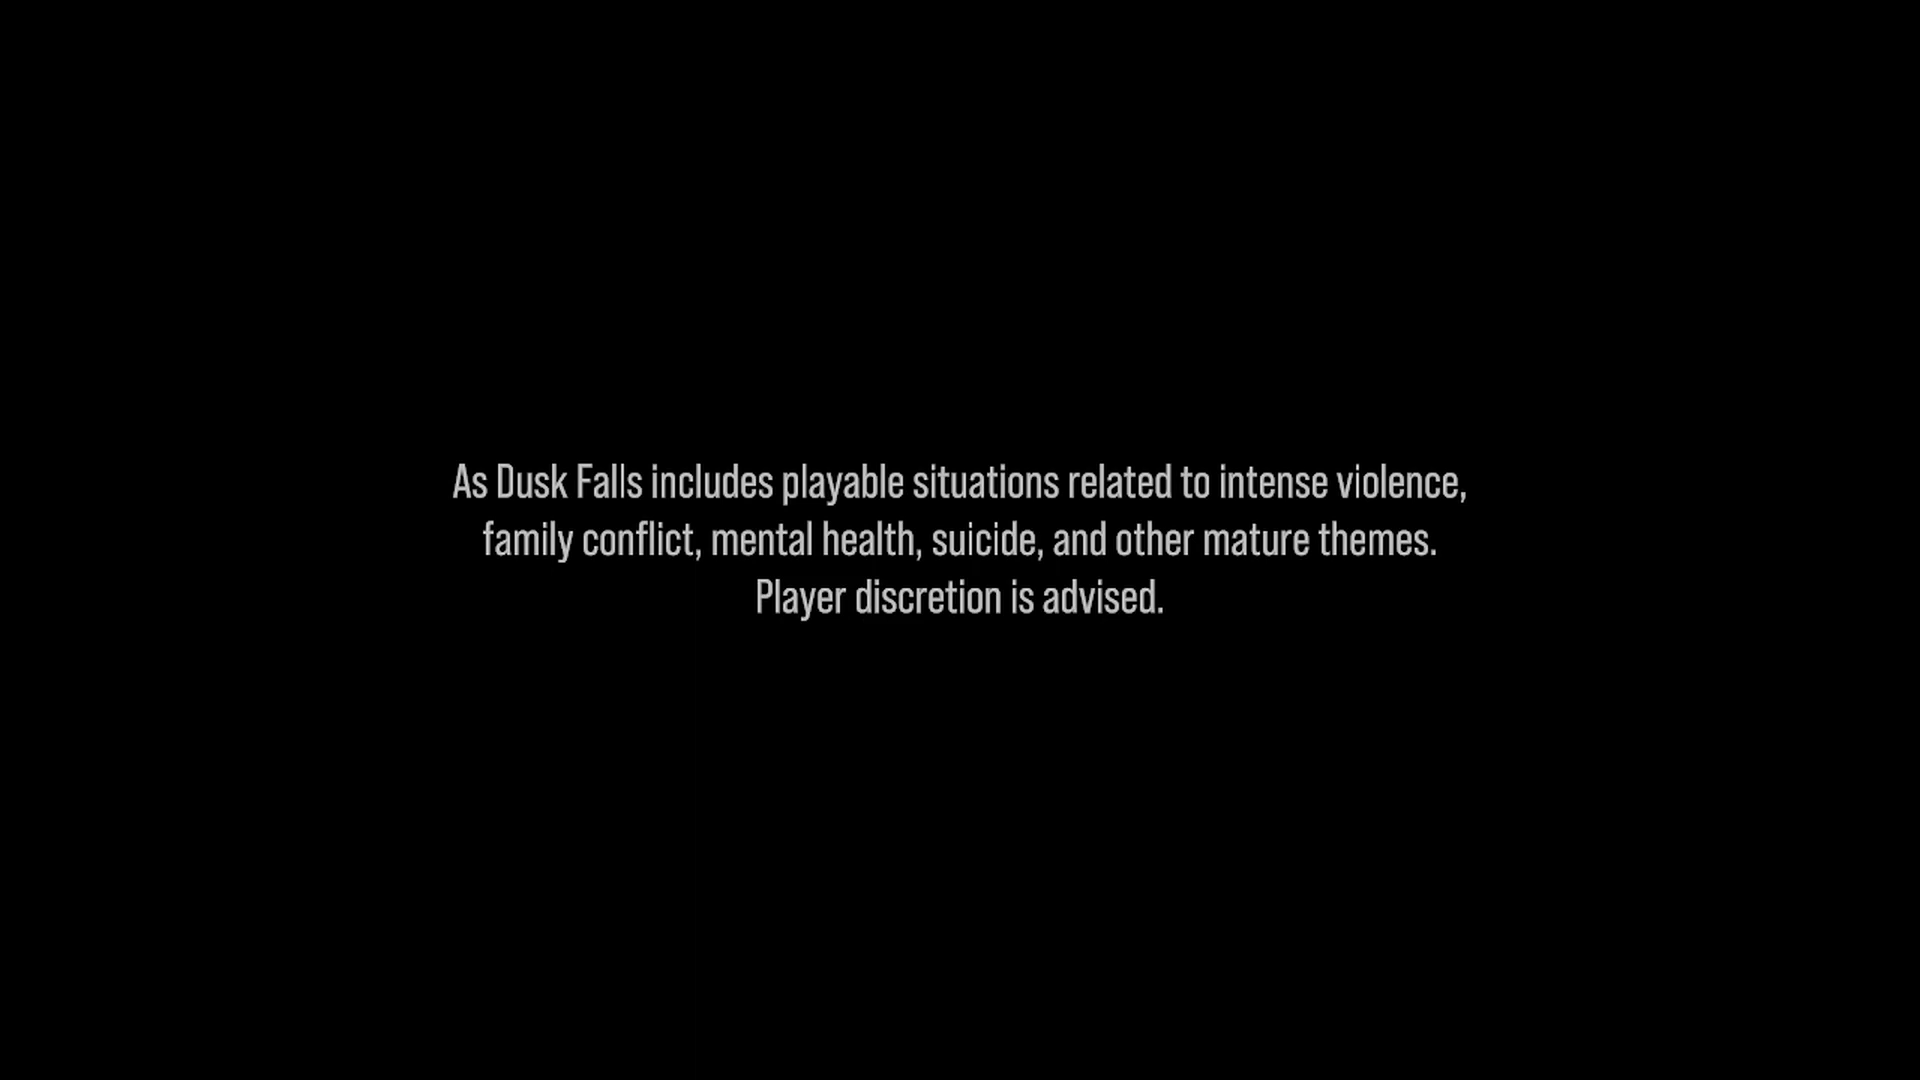 As Dusk Falls includes playable situations related to intense violence,
family conflict, mental health, suicide, and other mature themes.
Player discretion is advised.